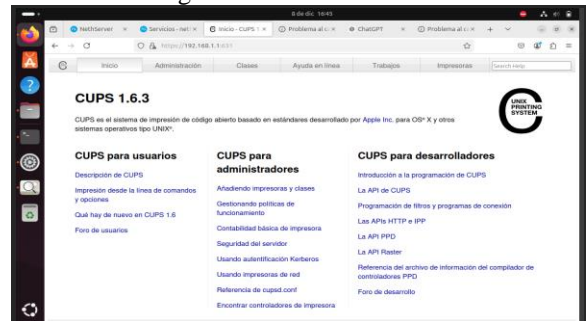 8 de dic 16:45
NethServer
Servicios - net
Inicio - CUPS 1
Problema al c
ChatGPT
Problema al c
https://192.168.1.1:631
Inicio
Administración
Clases
Ayuda en línea
Trabajos
Impresoras
Search Help
CUPS 1.6.3
CUPS es el sistema de impresión de código abierto basado en estándares desarrollado por Apple Inc. para OS® X y otros
sistemas operativos tipo UNIX®.
UNIX
PRINTING
SYSTEM
CUPS para usuarios
Descripción de CUPS
Impresión desde la línea de comandos
y opciones
Qué hay de nuevo en CUPS 1.6
Foro de usuarios
CUPS para
administradores
Añadiendo impresoras y clases
Gestionando políticas de
funcionamiento
Contabilidad básica de impresora
Seguridad del servidor
Usando autentificación Kerberos
Usando impresoras de red
Referencia de cupsd.conf
Encontrar controladores de impresora
CUPS para desarrolladores
Introducción a la programación de CUPS
La API de CUPS
Programación de filtros y programas de conexión
Las APIs HTTP e IPP
La API PPD
La API Raster
Referencia del archivo de información del compilador de
controladores PPD
Foro de desarrollo